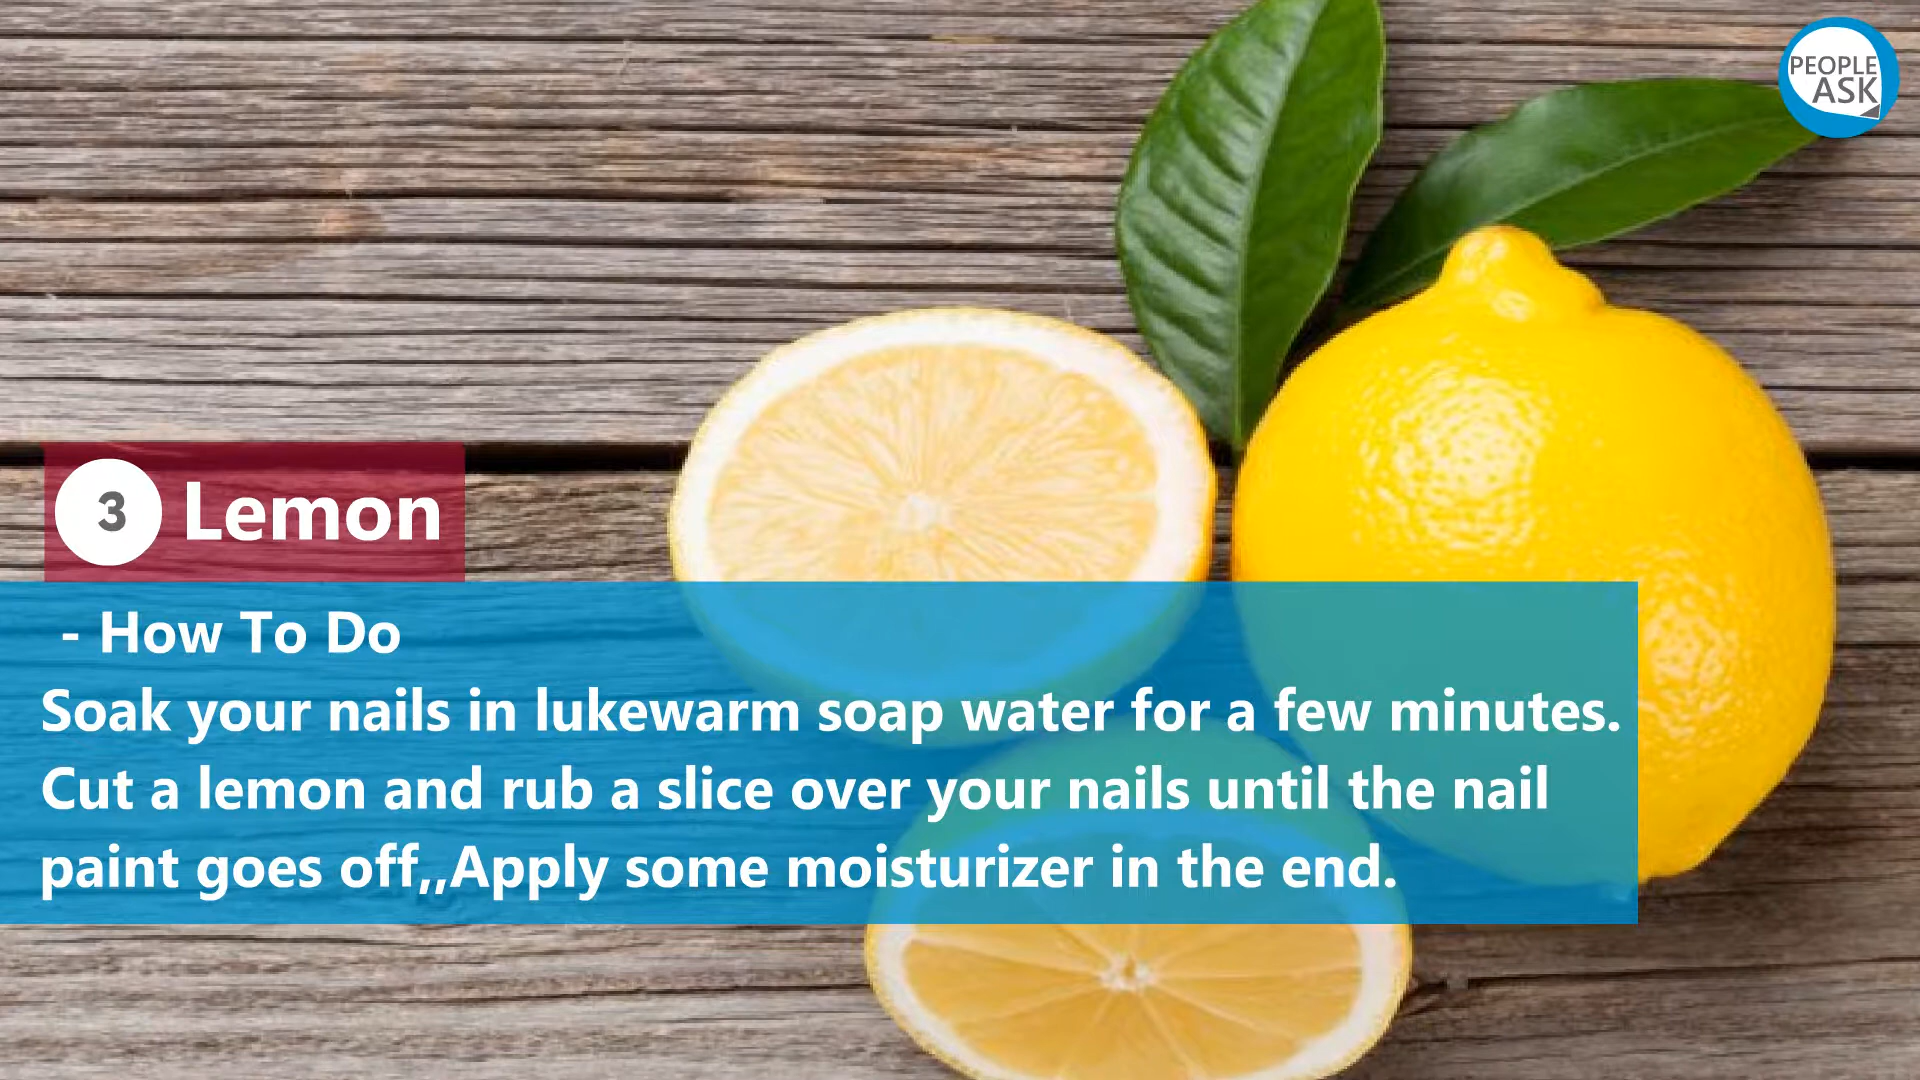 PEOPLE
ASK
3 Lemon
- How To Do
Soak your nails in lukewarm soap water for a few minutes.
Cut a lemon and rub a slice over your nails until the nail
paint goes off,,Apply some moisturizer in the end.